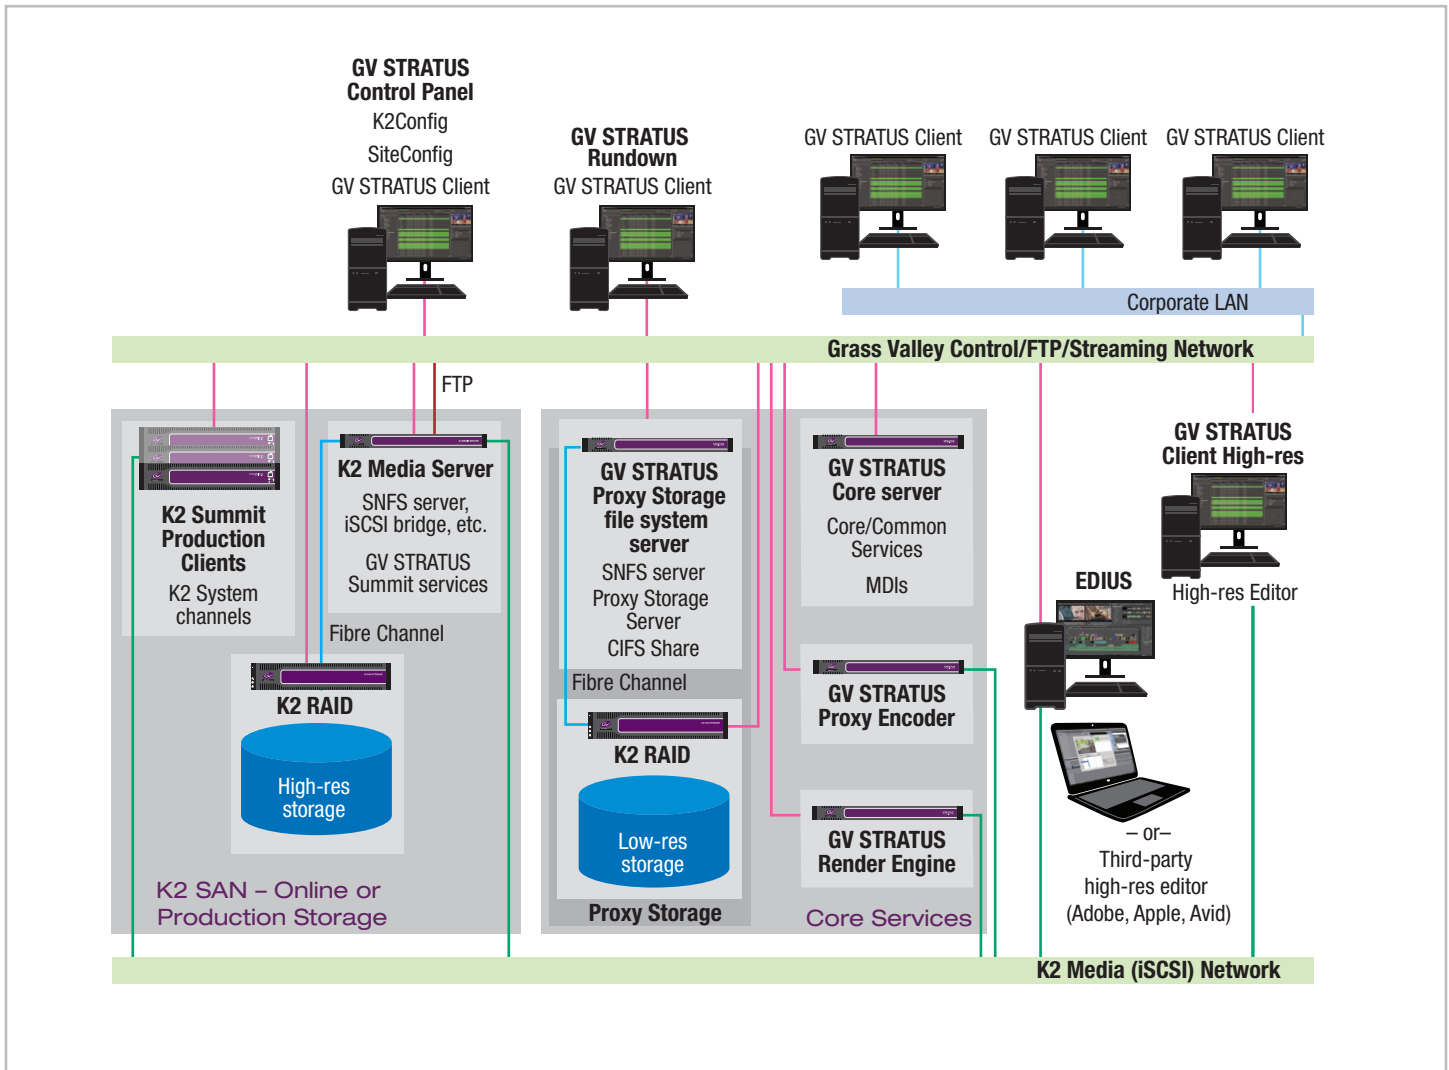 GV STRATUS
Control Panel
K2Config
SiteConfig
GV STRATUS Client
GV STRATUS
Rundown
GV STRATUS Client
GV STRATUS Client
GV STRATUS Client
GV STRATUS Client
Corporate LAN
Grass Valley Control/FTP/Streaming Network
FTP
K2 Summit
Production
Clients
K2 System
channels
K2 Media Server
SNFS server,
iSCSI bridge, etc.
GV STRATUS
Summit services
Fibre Channel
K2 RAID
High-res
storage
K2 SAN – Online or
Production Storage
GV STRATUS
Proxy Storage
file system
server
SNFS server
Proxy Storage
Server
CIFS Share
Fibre Channel
K2 RAID
Low-res
storage
Proxy Storage
GV STRATUS
Core server
Core/Common
Services
MDIs
GV STRATUS
Proxy Encoder
GV STRATUS
Render Engine
Core Services
GV STRATUS
Client High-res
High-res Editor
EDIUS
– or–
Third-party
high-res editor
(Adobe, Apple, Avid)
K2 Media (iSCSI) Network